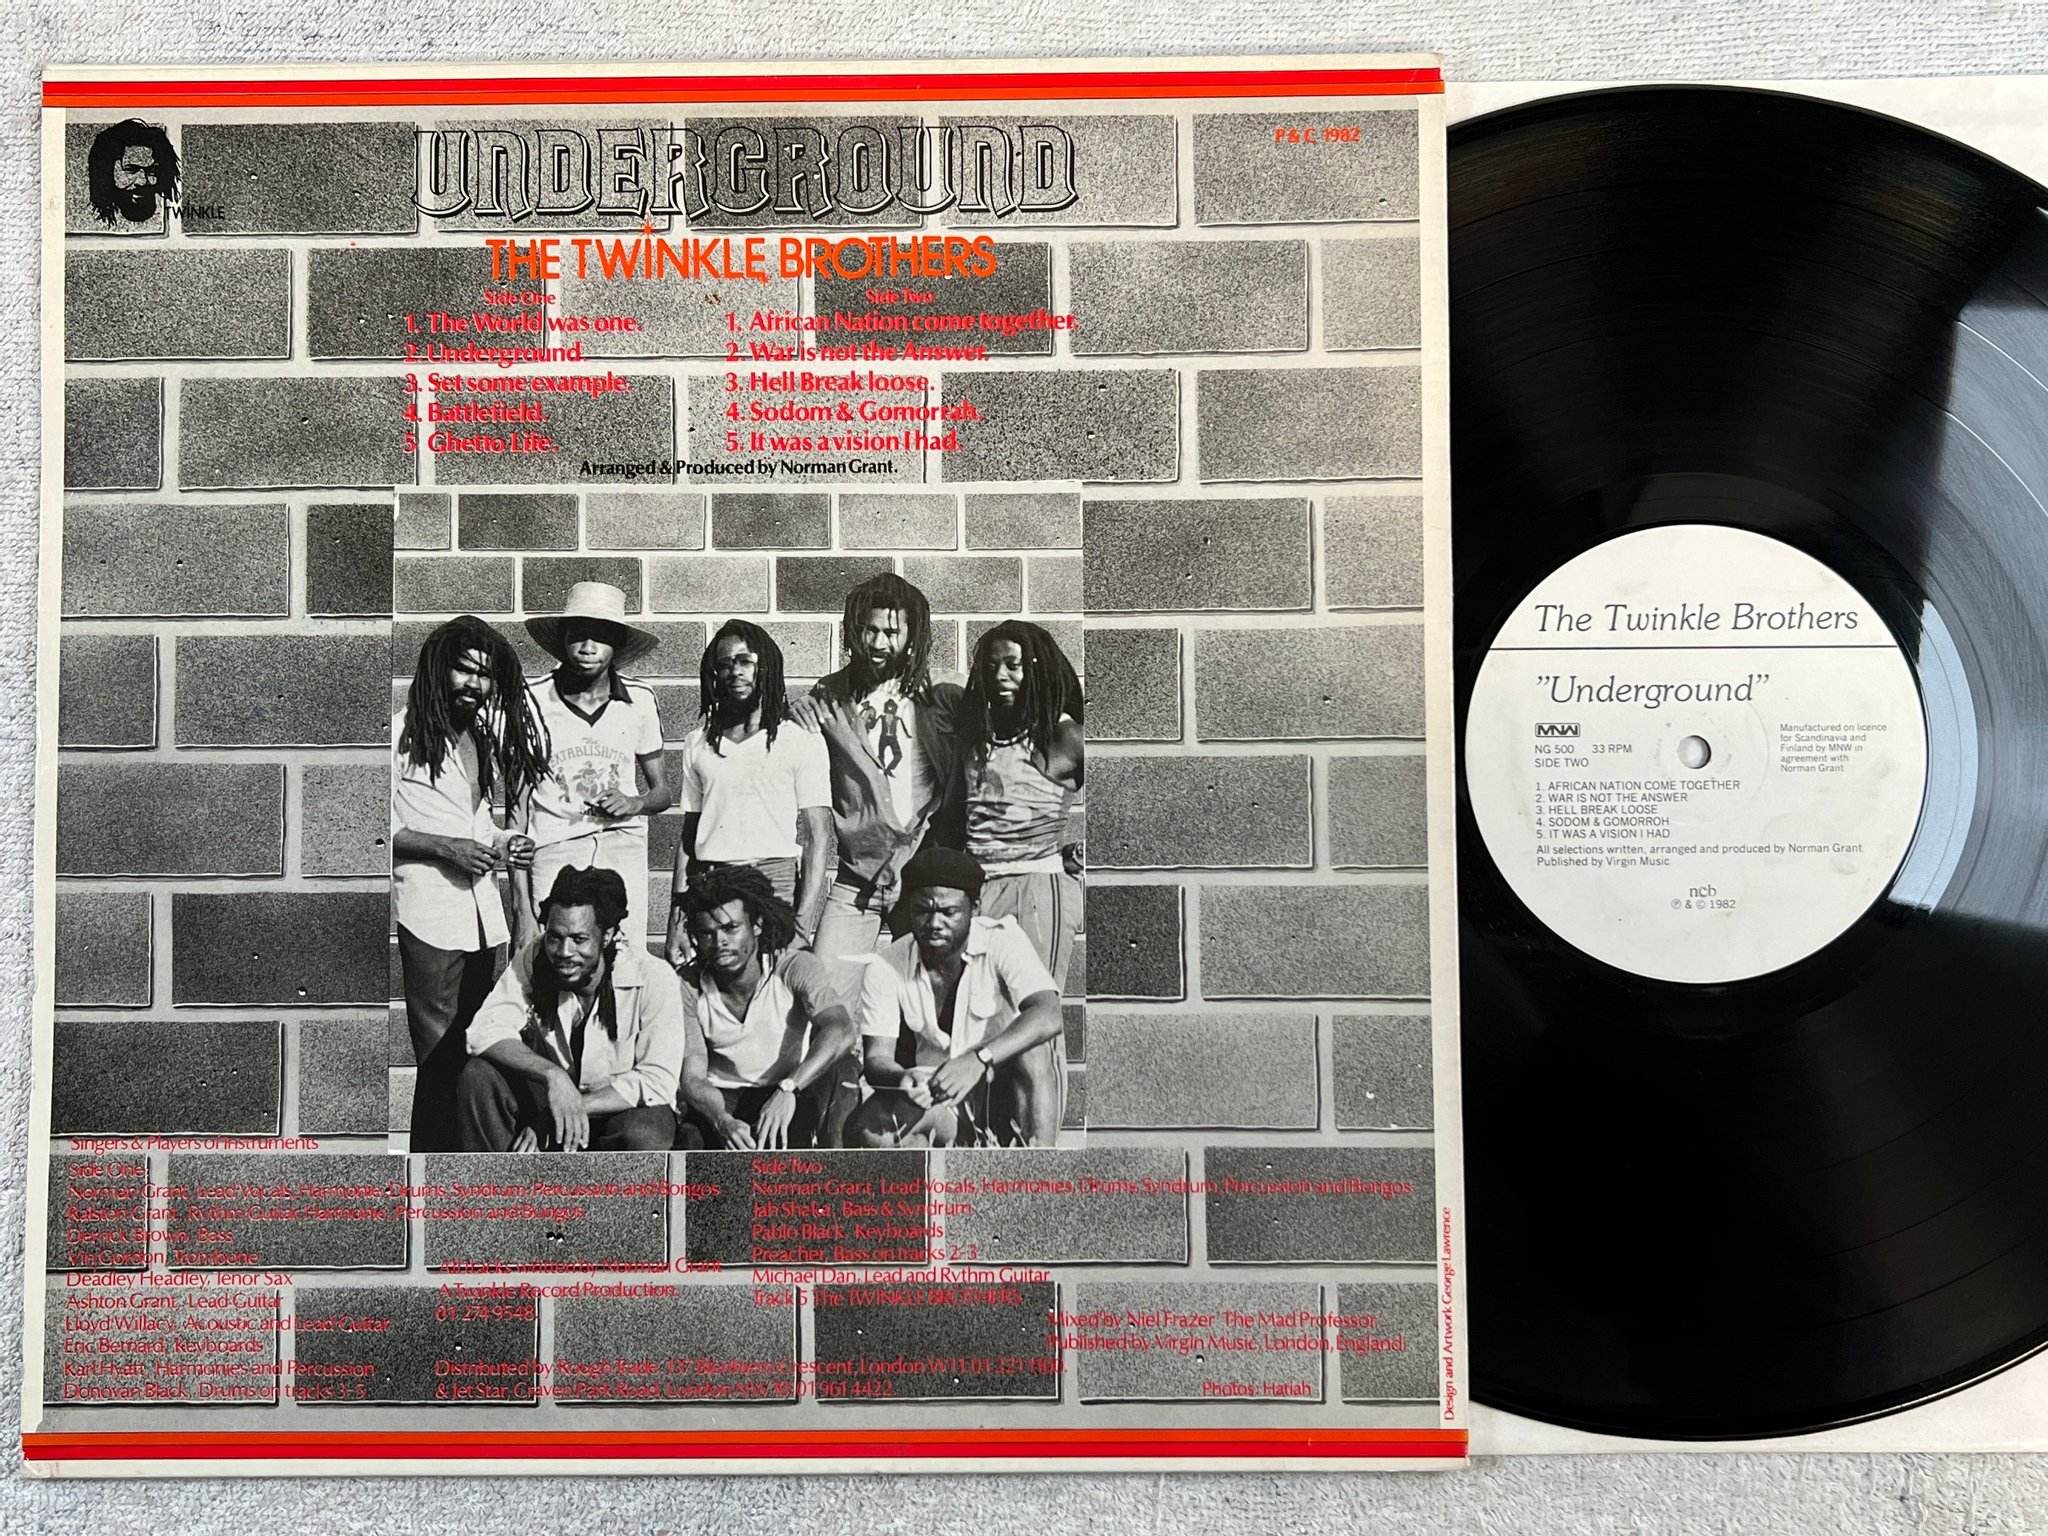 UNDERGROUND
P & C 1982
TWINKLE
THE TWINKLE BROTHERS
Side One
1. The World was one.
2. Underground.
3. Set some example.
4. Battlefield.
5 Ghetto Life.
Side Two
1. African Nation come together.
2. War is not the Answer.
3. Hell Break loose.
4. Sodom & Gomorrah.
5. It was a vision I had.
Arranged & Produced by Norman Grant.
The
EXTABLISHMENT
Singers & Players of instruments
Side One
Norman Grant, Lead Vocals, Harmonie, Drums, Syndrum, Percussion and Bongos
Ralston Grant, Rythm Guitar, Harmonie, Percussion and Bongos
Derrick Brown, Bass
Vin Gordon, Trombone
Deadley Headley, Tenor Sax
Ashton Grant, Lead Guitar
Lloyd Willacy, Acoustic and Lead Guitar
Eric Bernard, Keyboards
Karl Hyatt, Harmonies and Percussion
Donovan Black, Drums on tracks 3-5
All tracks written by Norman Grant
A Twinkle Record Production.
01 274 9548.
Distributed by Rough Trade 137 Blenheim Crescent, London W11 01 221 1100.
& Jet Star, Craven Park Road, London NW10. 01 961 4422.
Side Two
Norman Grant, Lead Vocals, Harmonies, Drums, Syndrum, Percussion and Bongos
Jah Shaka, Bass & Syndrum
Pablo Black, Keyboards
Preacher, Bass on tracks 2-3
Michael Dan, Lead and Rythm Guitar
Track 5 The TWINKLE BROTHERS
Mixed by Niel Frazer 'The Mad Professor'
Published by Virgin Music, London, England.
Photos: Hatiah
Design and Artwork George Lawrence
The Twinkle Brothers
"Underground"
MNW
NG 500 33 RPM
SIDE TWO
Manufactured on licence
for Scandinavia and
Finland by MNW in
agreement with
Norman Grant
1. AFRICAN NATION COME TOGETHER
2. WAR IS NOT THE ANSWER
3. HELL BREAK LOOSE
4. SODOM & GOMORROH
5. IT WAS A VISION I HAD
All selections written, arranged and produced by Norman Grant
Published by Virgin Music
ncb
℗ & © 1982